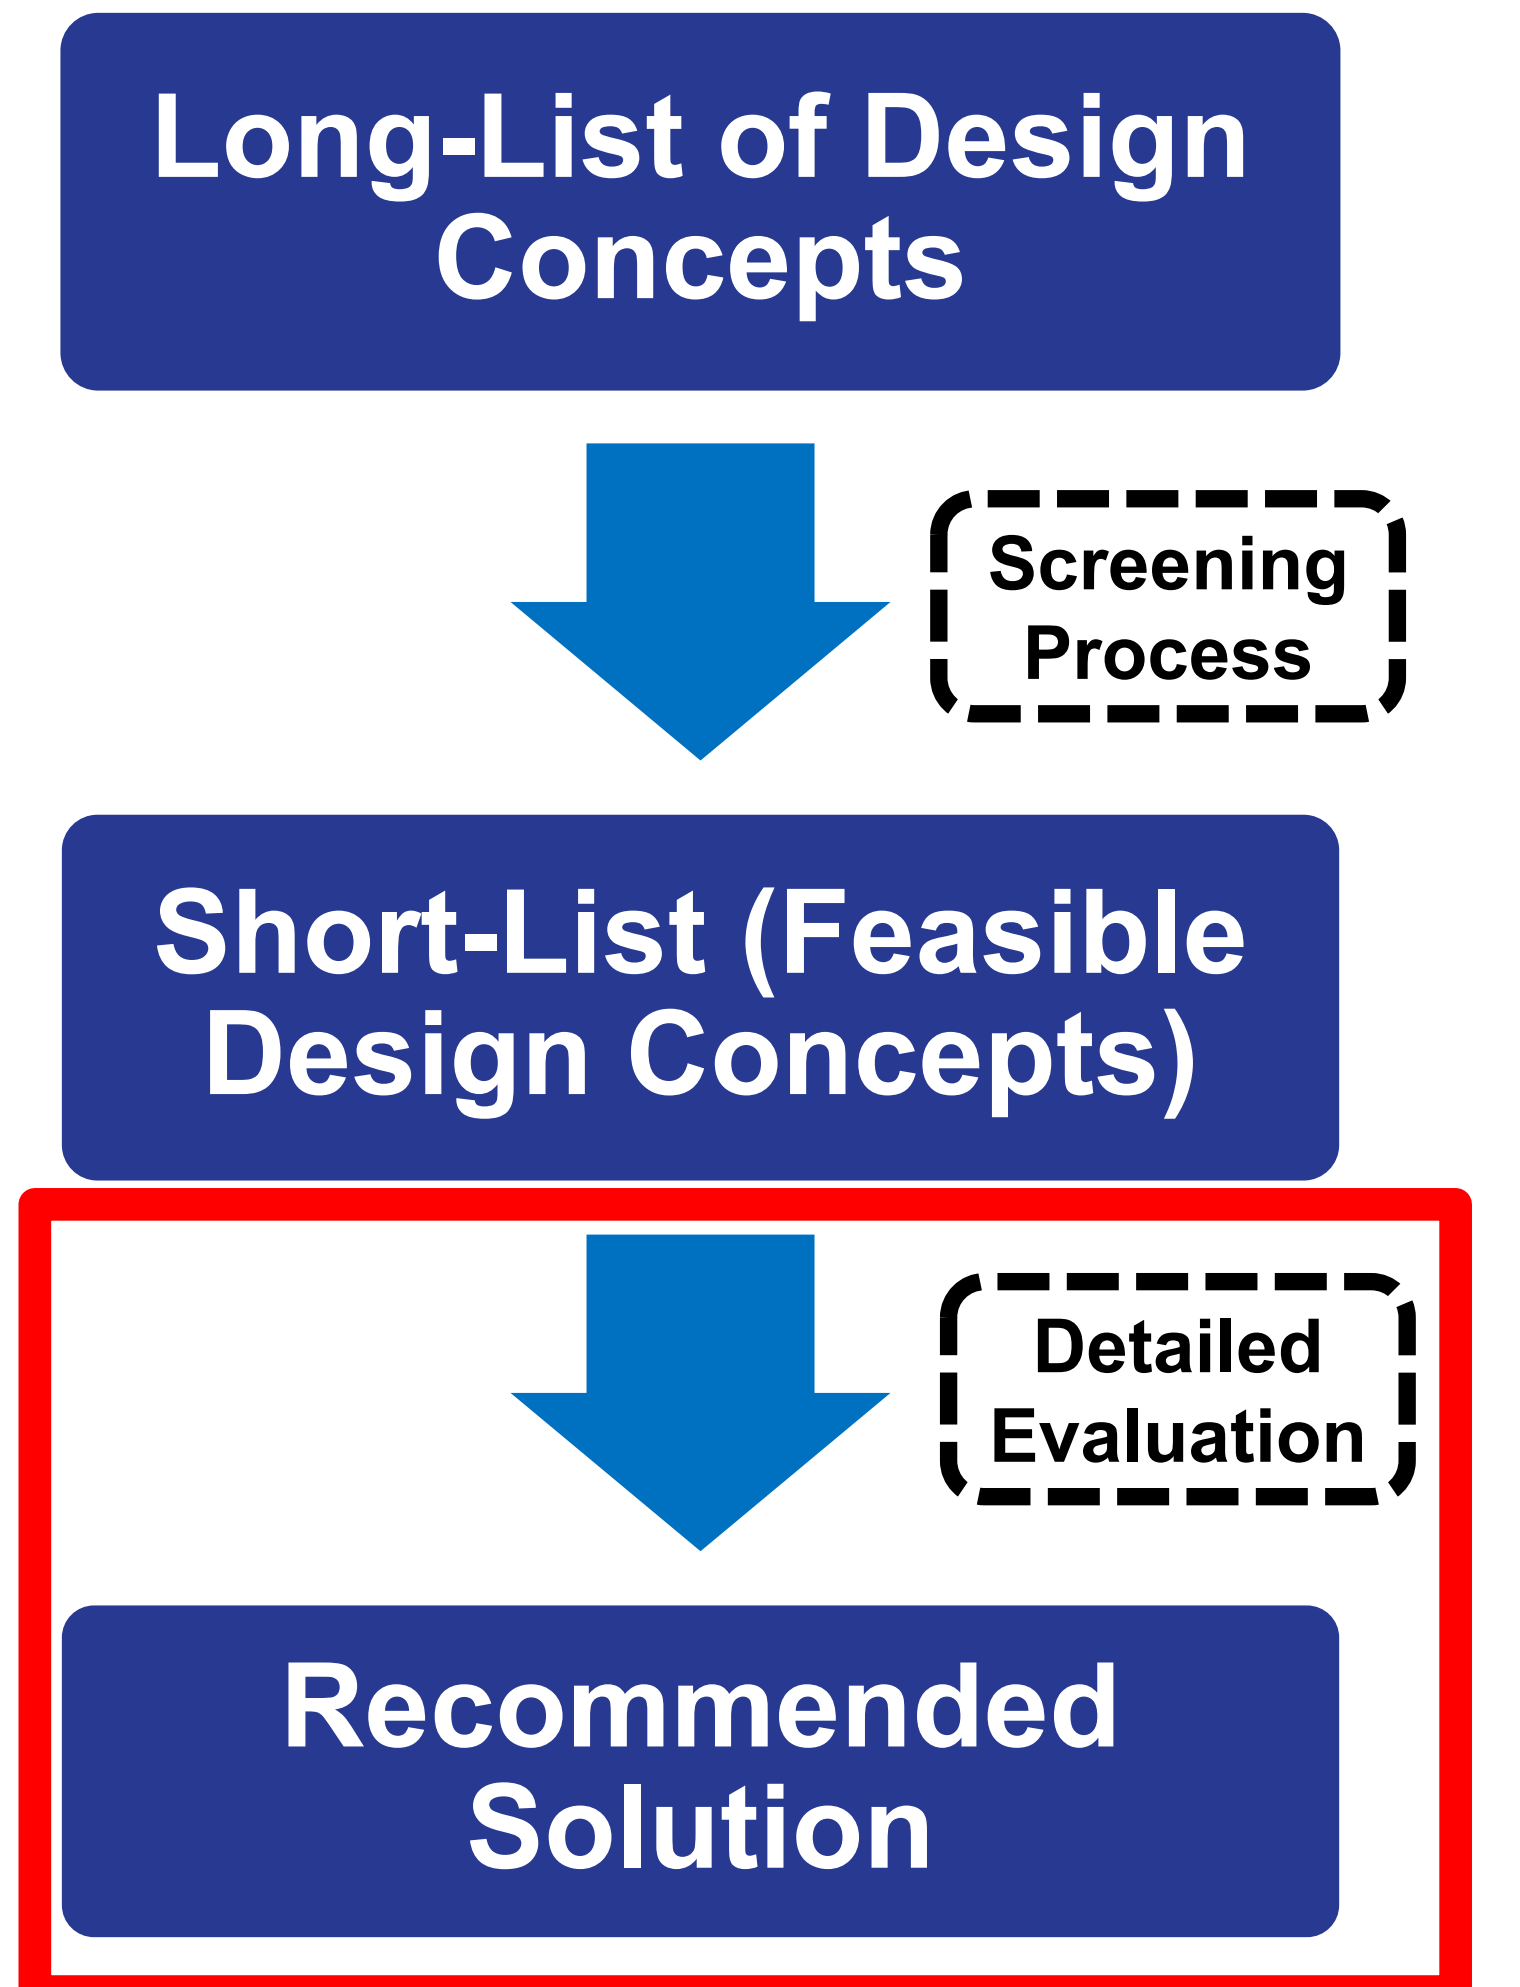 Long-List of Design
Concepts
Screening
Process
Short-List (Feasible
Design Concepts)
Detailed
Evaluation
Recommended
Solution